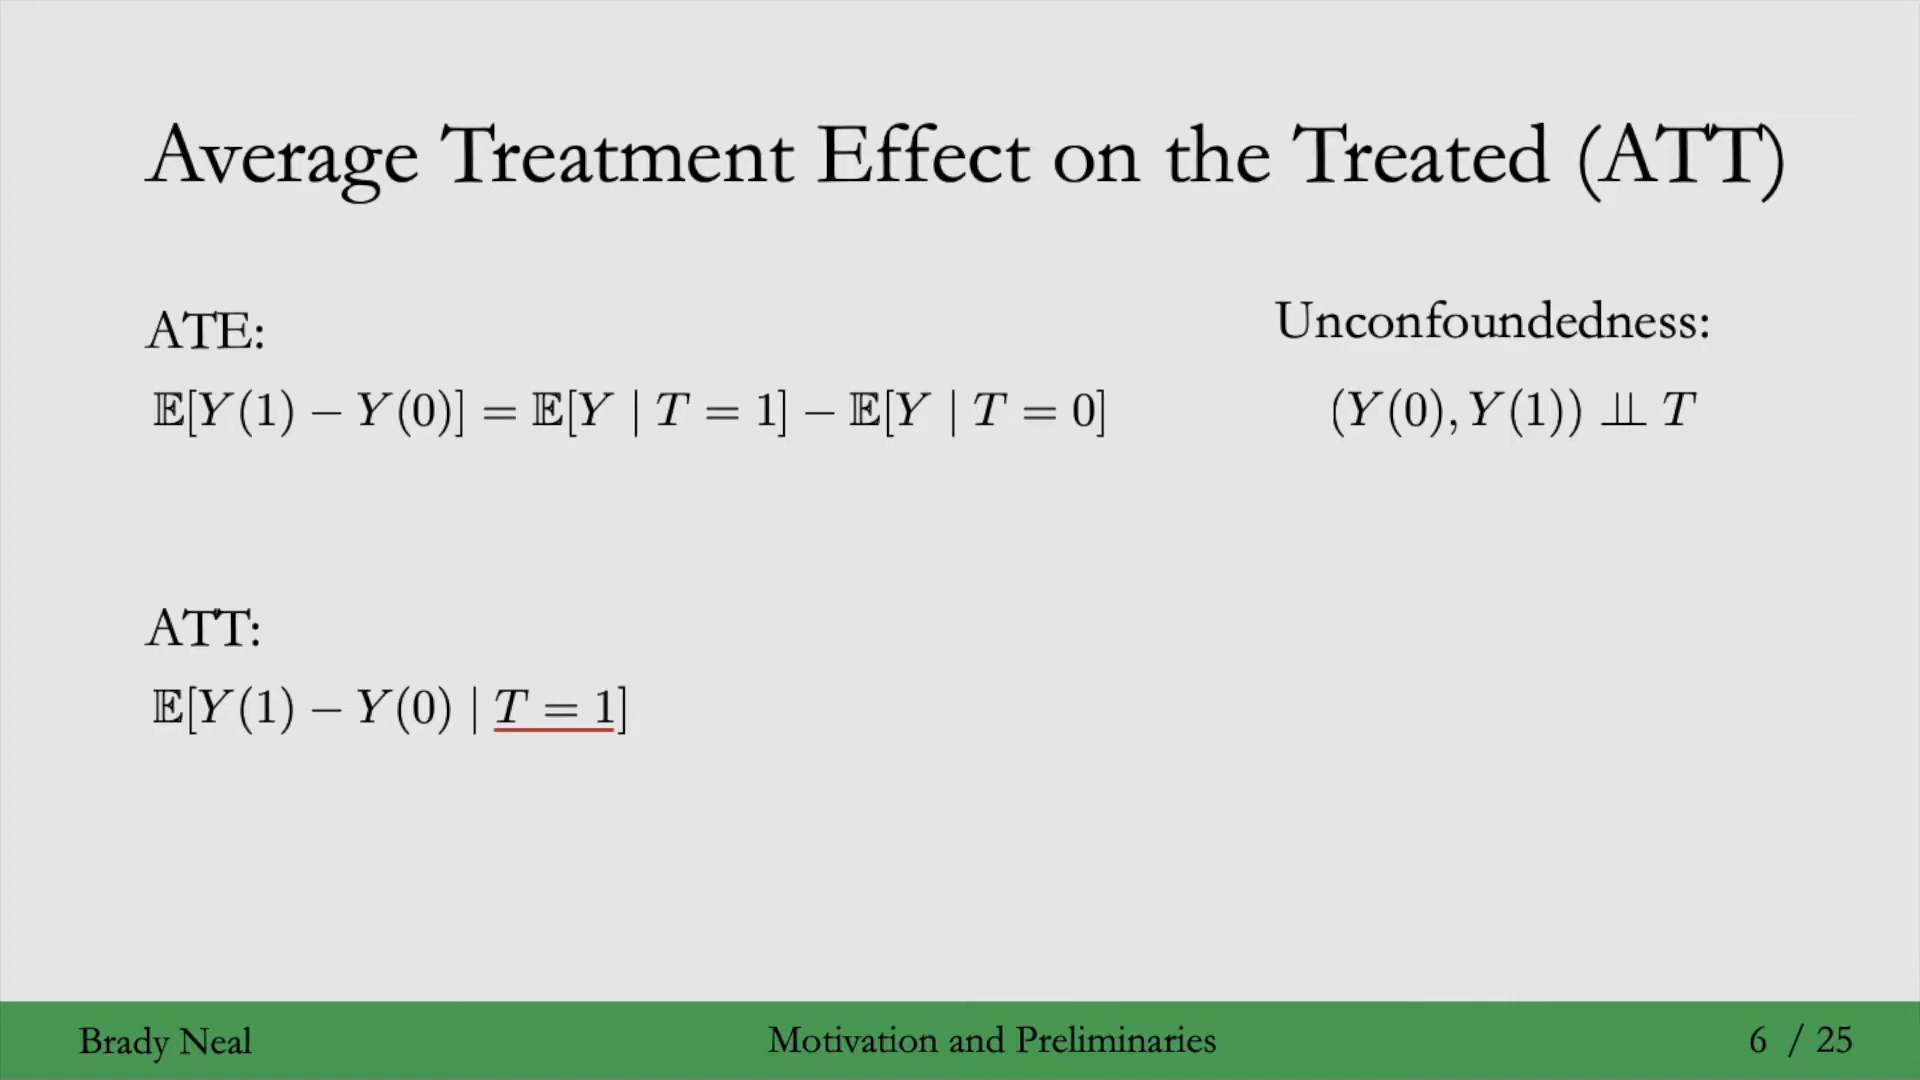 Average Treatment Effect on the Treated (ATT)
ATE:
𝔼[Y(1) − Y(0)] = 𝔼[Y | T = 1] − 𝔼[Y | T = 0]
Unconfoundedness:
(Y(0), Y(1)) ⫫ T
ATT:
𝔼[Y(1) − Y(0) | T = 1]
Brady Neal
Motivation and Preliminaries
6 / 25